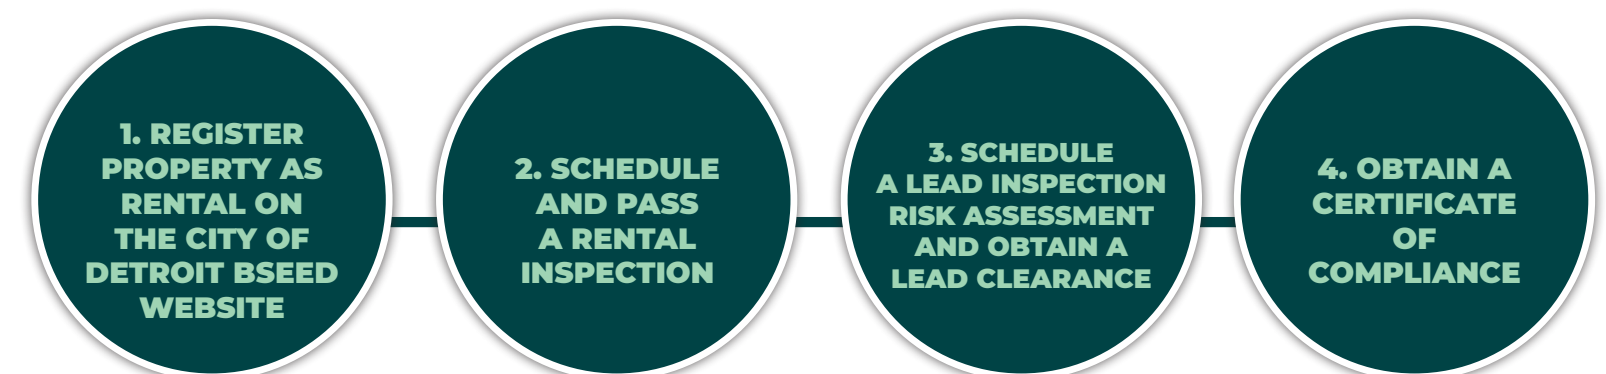 1. REGISTER
PROPERTY AS
RENTAL ON
THE CITY OF
DETROIT BSEED
WEBSITE
2. SCHEDULE
AND PASS
A RENTAL
INSPECTION
3. SCHEDULE
A LEAD INSPECTION
RISK ASSESSMENT
AND OBTAIN A
LEAD CLEARANCE
4. OBTAIN A
CERTIFICATE
OF
COMPLIANCE